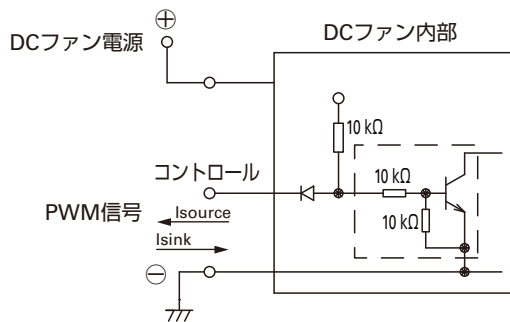 ⊕
DCファン電源
DCファン内部
10 kΩ
コントロール
10 kΩ
PWM信号
Isource
10 kΩ
Isink
⊖